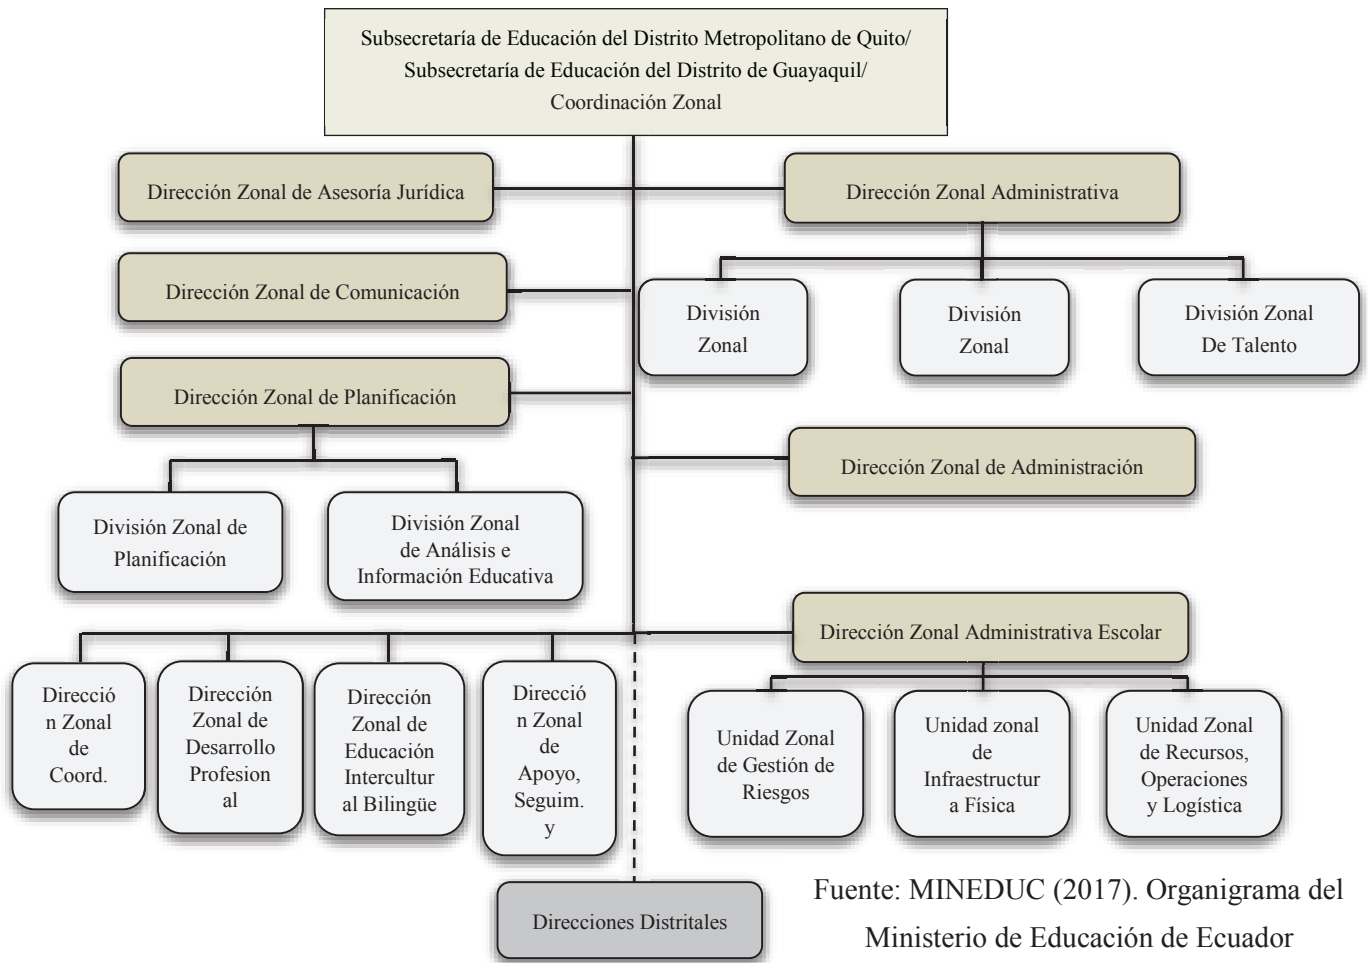 Subsecretaría de Educación del Distrito Metropolitano de Quito/
Subsecretaría de Educación del Distrito de Guayaquil/
Coordinación Zonal
Dirección Zonal de Asesoría Jurídica
Dirección Zonal Administrativa
Dirección Zonal de Comunicación
División
Zonal
División
Zonal
División Zonal
De Talento
Dirección Zonal de Planificación
Dirección Zonal de Administración
División Zonal de
Planificación
División Zonal
de Análisis e
Información Educativa
Dirección Zonal Administrativa Escolar
Direcció
n Zonal
de
Coord.
Dirección
Zonal de
Desarrollo
Profesion
al
Dirección
Zonal de
Educación
Intercultur
al Bilingüe
Direcció
n Zonal
de
Apoyo,
Seguim.
y
Unidad Zonal
de Gestión de
Riesgos
Unidad zonal
de
Infraestructur
a Física
Unidad Zonal
de Recursos,
Operaciones
y Logística
Direcciones Distritales
Fuente: MINEDUC (2017). Organigrama del
Ministerio de Educación de Ecuador